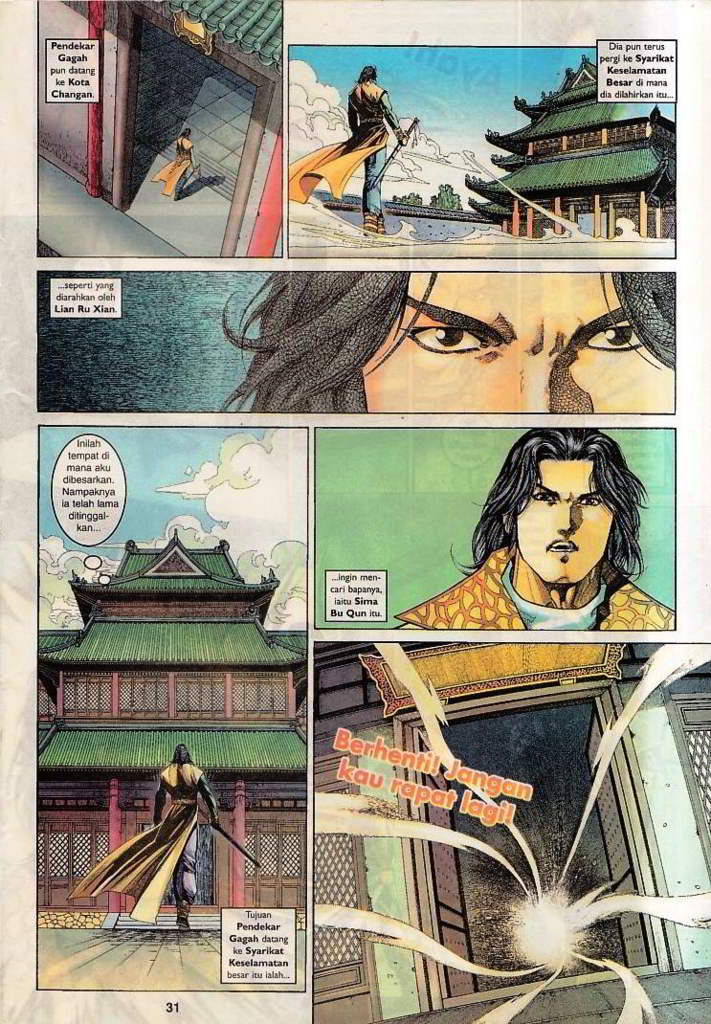 Pendekar
Gagah
pun datang
ke Kota
Changan.
Dia pun terus
pergi ke Syarikat
Keselamatan
Besar di mana
dia dilahirkan itu...
...seperti yang
diarahkan oleh
Lian Ru Xian.
Inilah
tempat di
mana aku
dibesarkan.
Nampaknya
ia telah lama
ditinggal-
kan...
...ingin men-
cari bapanya,
iaitu Sima
Bu Qun itu.
Berhenti! Jangan
kau rapat lagi!
Tujuan
Pendekar
Gagah datang
ke Syarikat
Keselamatan
besar itu ialah...
31